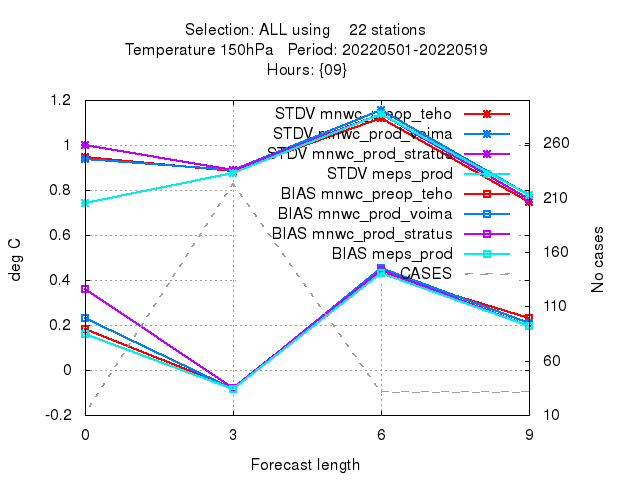 Selection: ALL using 22 stations
Temperature 150hPa Period: 20220501-20220519
Hours: {09}
1.2
1
0.8
0.6
0.4
0.2
0
-0.2
deg C
STDV mnwc_preop_teho
STDV mnwc_prod_voima
STDV mnwc_prod_stratus
STDV meps_prod
BIAS mnwc_preop_teho
BIAS mnwc_prod_voima
BIAS mnwc_prod_stratus
BIAS meps_prod
CASES
260
210
160
110
60
10
No cases
0 3 6 9
Forecast length